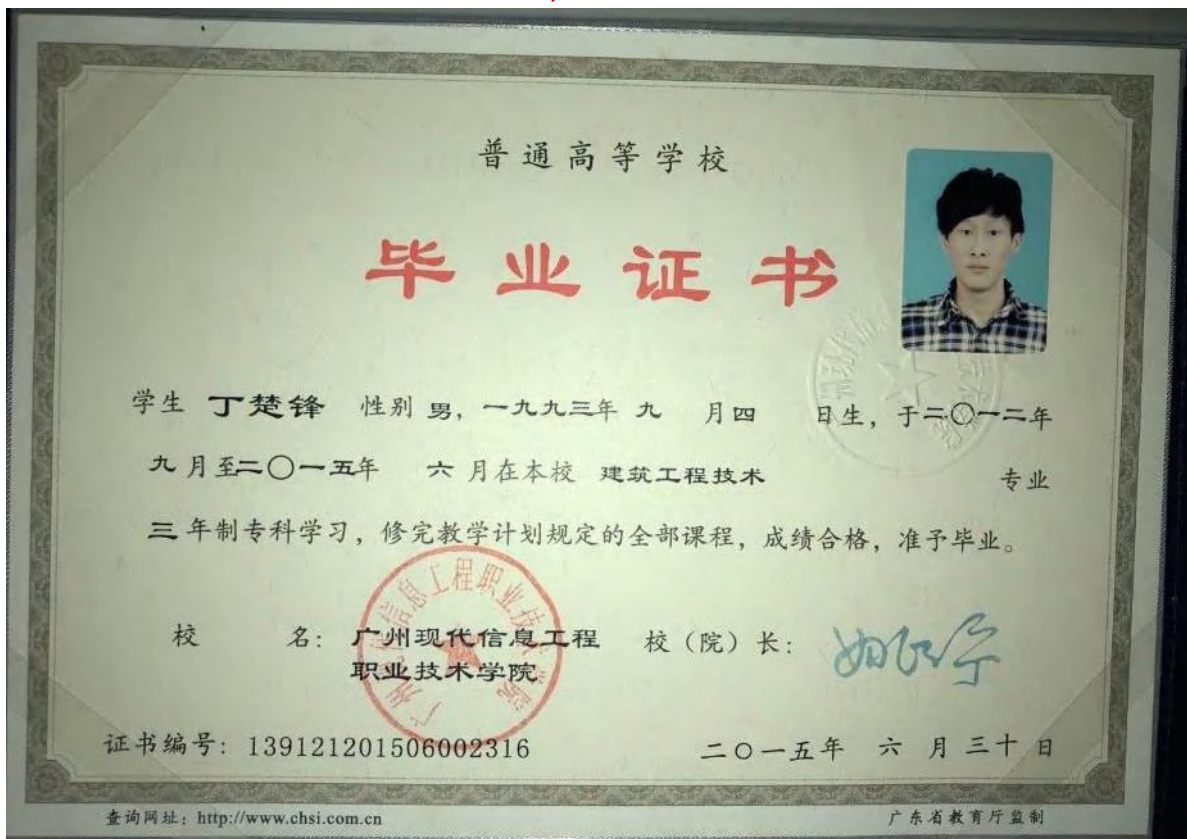 普通高等学校
毕业证书
学生 丁楚锋 性别 男，一九九三年 九 月四 日生，于二〇一二年
九 月至二〇一五年 六 月在本校 建筑工程技术 专业
三 年制专科学习，修完教学计划规定的全部课程，成绩合格，准予毕业。
校 名：广州现代信息工程 校（院）长：
职业技术学院
证书编号：139121201506002316 二〇一五年 六 月 三十 日
查询网址：http://www.chsi.com.cn 广东省教育厅监制